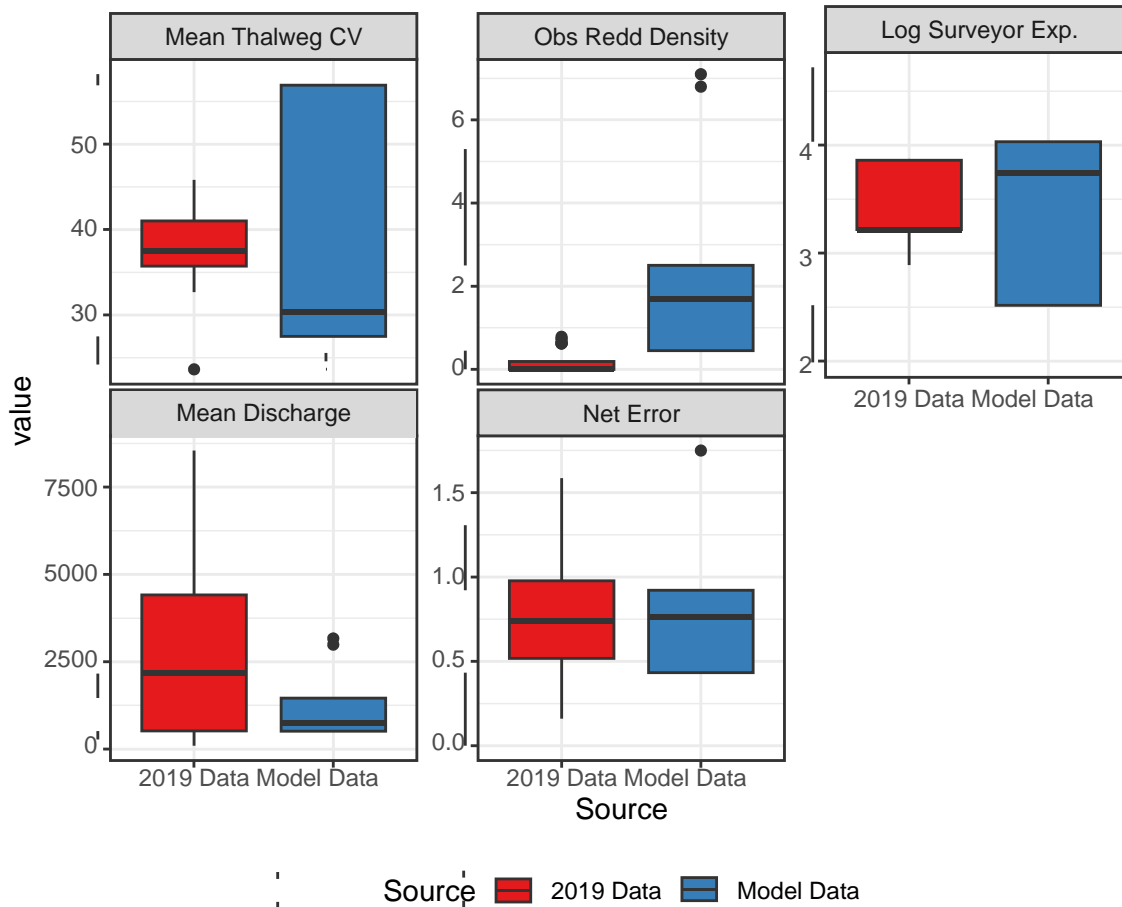 Mean Thalweg CV
Obs Redd Density
Log Surveyor Exp.
50
40
30
6
4
2
0
4
3
2
2019 Data Model Data
value
Mean Discharge
Net Error
7500
5000
2500
0
1.5
1.0
0.5
0.0
2019 Data Model Data
2019 Data Model Data
Source
Source 2019 Data Model Data